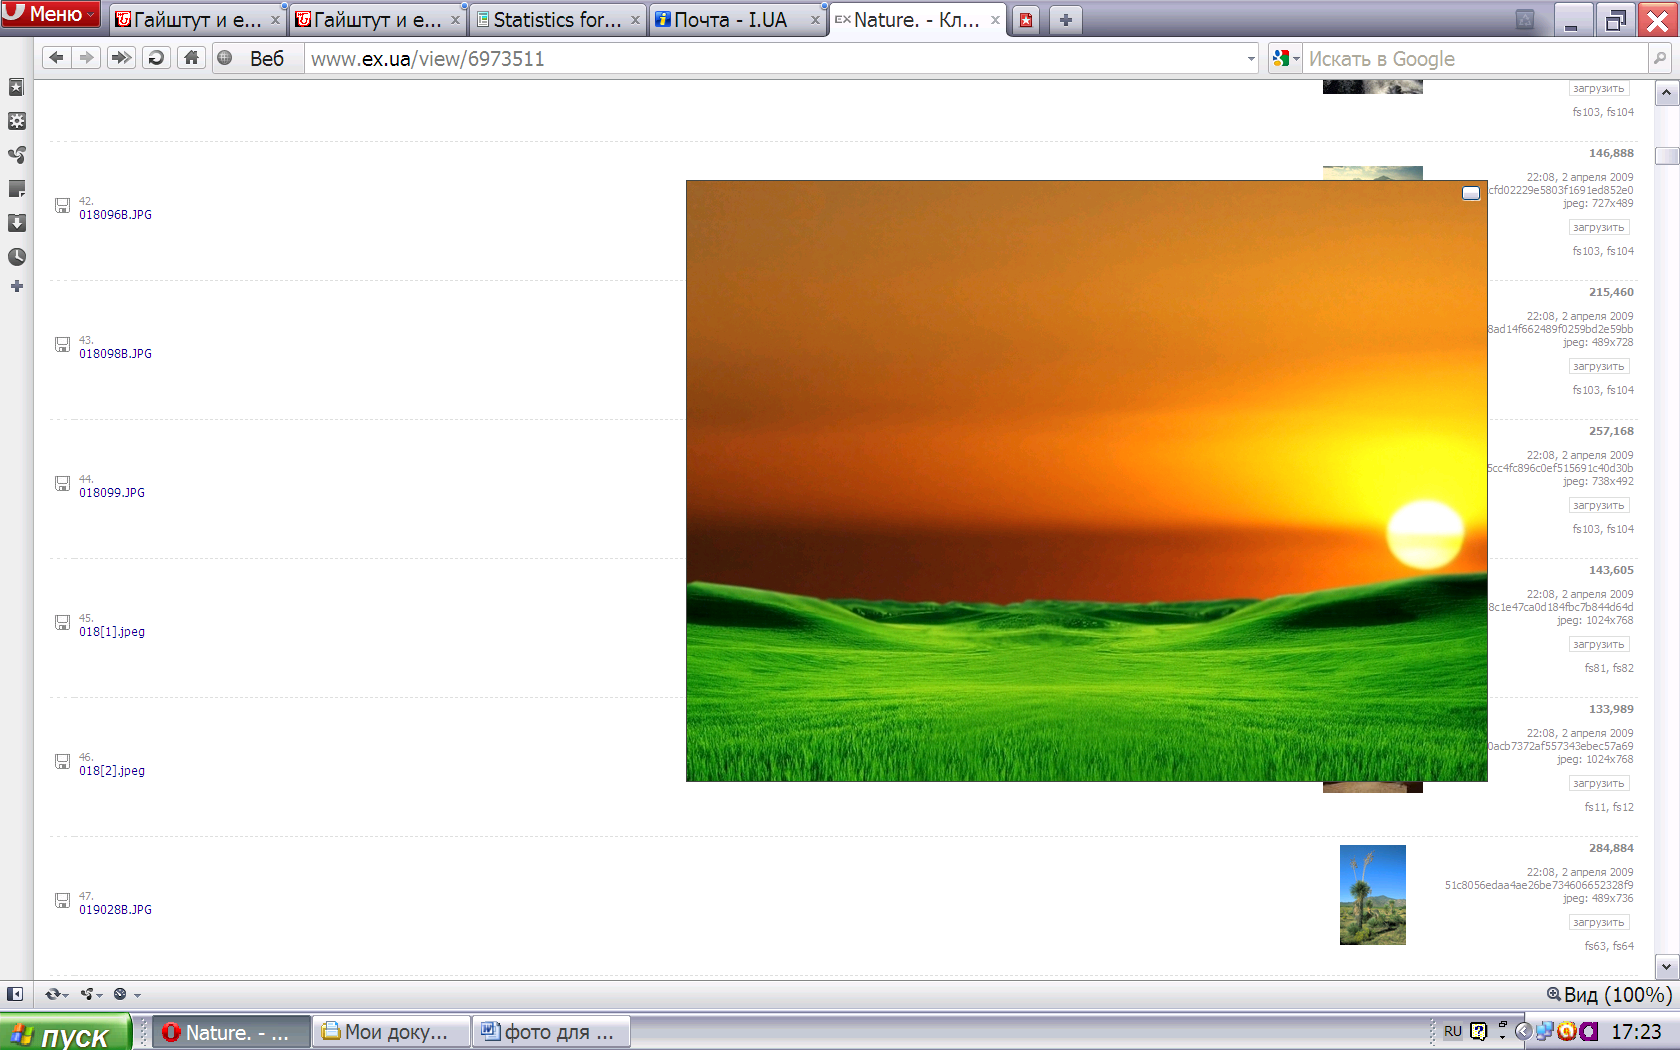 Меню
Гайштут и е...
Гайштут и е...
Statistics for...
Почта - I.UA
Nature. - Кл...
Веб
www.ex.ua/view/6973511
Искать в Google
загрузить
fs103, fs104
42.
018096B.JPG
146,888
22:08, 2 апреля 2009
cfd02229e5803f1691ed852e0
jpeg: 727x489
загрузить
fs103, fs104
43.
018098B.JPG
215,460
22:08, 2 апреля 2009
8ad14f662489f0259bd2e59bb
jpeg: 489x728
загрузить
fs103, fs104
44.
018099.JPG
257,168
22:08, 2 апреля 2009
5cc4fc896c0ef515691c40d30b
jpeg: 738x492
загрузить
fs103, fs104
45.
018[1].jpeg
143,605
22:08, 2 апреля 2009
8c1e47ca0d184fbc7b844d64d
jpeg: 1024x768
загрузить
fs81, fs82
46.
018[2].jpeg
133,989
22:08, 2 апреля 2009
0acb7372af557343ebec57a69
jpeg: 1024x768
загрузить
fs11, fs12
47.
019028B.JPG
284,884
22:08, 2 апреля 2009
51c8056edaa4ae26be734606652328f9
jpeg: 489x736
загрузить
fs63, fs64
Вид (100%)
пуск
Nature. - ...
Мои доку...
фото для ...
RU
17:23